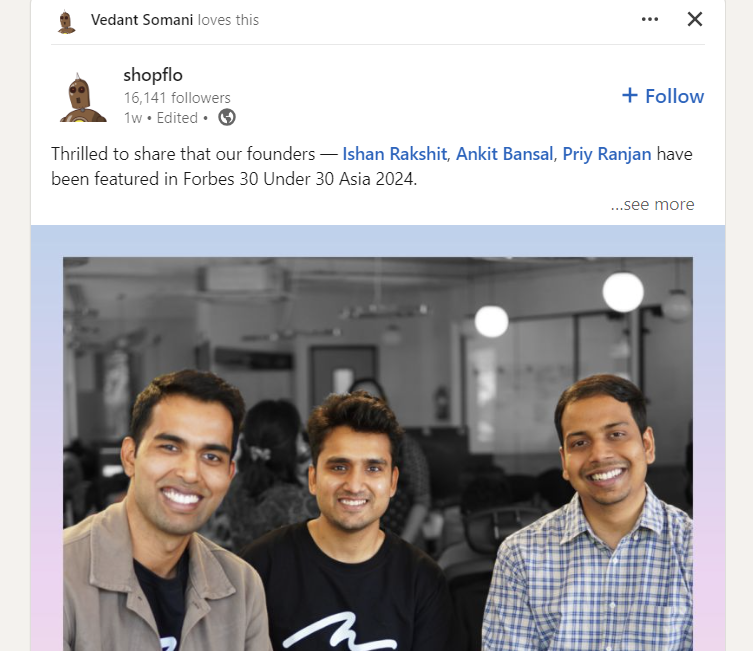 Vedant Somani loves this
shopflo
16,141 followers
1w • Edited •
+ Follow
Thrilled to share that our founders — Ishan Rakshit, Ankit Bansal, Priy Ranjan have
been featured in Forbes 30 Under 30 Asia 2024.
...see more